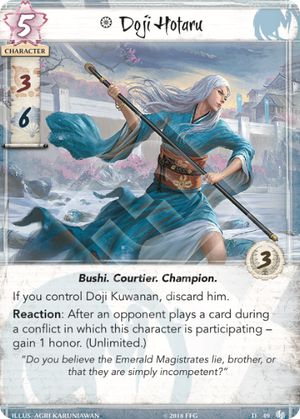 5
Doji Hotaru
CHARACTER
3
6
3
Bushi. Courtier. Champion.
If you control Doji Kuwanan, discard him.
Reaction: After an opponent plays a card
during a conflict in which this character is participating –
gain 1 honor. (Unlimited.)
"Do you believe the Emerald Magistrates lie, brother, or
that they are simply incompetent?"
ILLUS: AGRI KARUNIAWAN
©2018 FFG
D 49